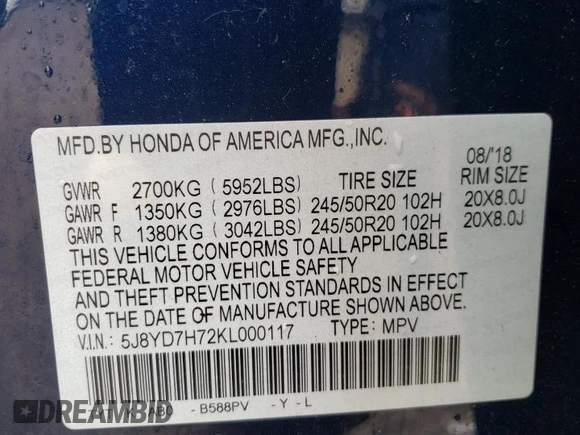 MFD.BY HONDA OF AMERICA MFG.,INC.
08/'18
GVWR 2700KG (5952LBS) TIRE SIZE RIM SIZE
GAWR F 1350KG (2976LBS) 245/50R20 102H 20X8.0J
GAWR R 1380KG (3042LBS) 245/50R20 102H 20X8.0J
THIS VEHICLE CONFORMS TO ALL APPLICABLE
FEDERAL MOTOR VEHICLE SAFETY
AND THEFT PREVENTION STANDARDS IN EFFECT
ON THE DATE OF MANUFACTURE SHOWN ABOVE.
V.I.N.: 5J8YD7H72KL000117 TYPE: MPV
- B588PV - Y - L
DREAMBID